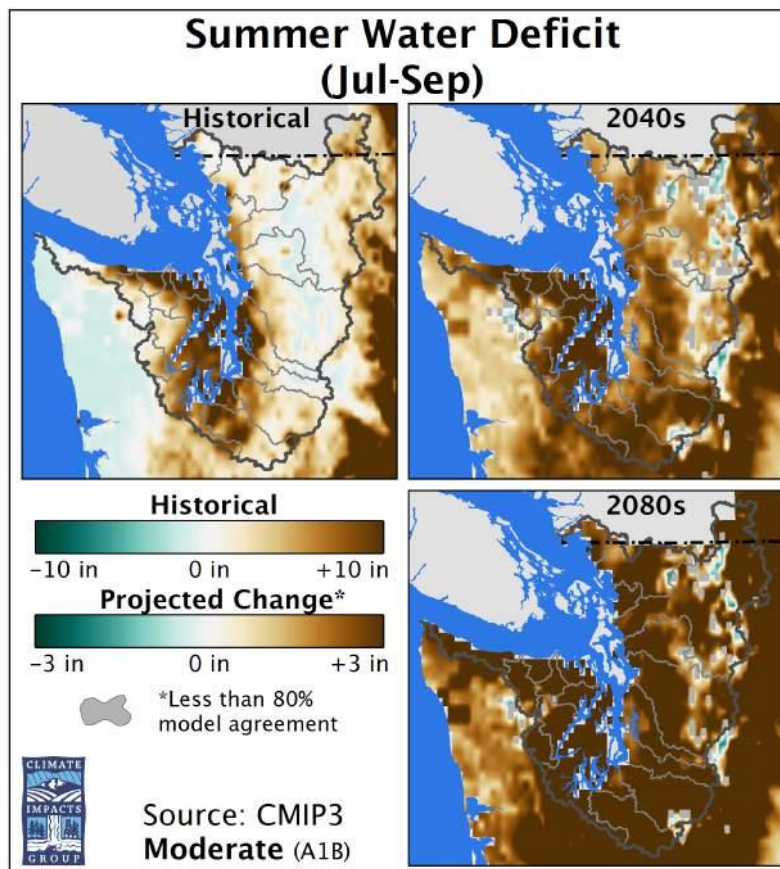 Summer Water Deficit
(Jul-Sep)
Historical
2040s
Historical
–10 in 0 in +10 in
Projected Change*
–3 in 0 in +3 in
*Less than 80%
model agreement
2080s
CLIMATE
IMPACTS
GROUP
Source: CMIP3
Moderate (A1B)